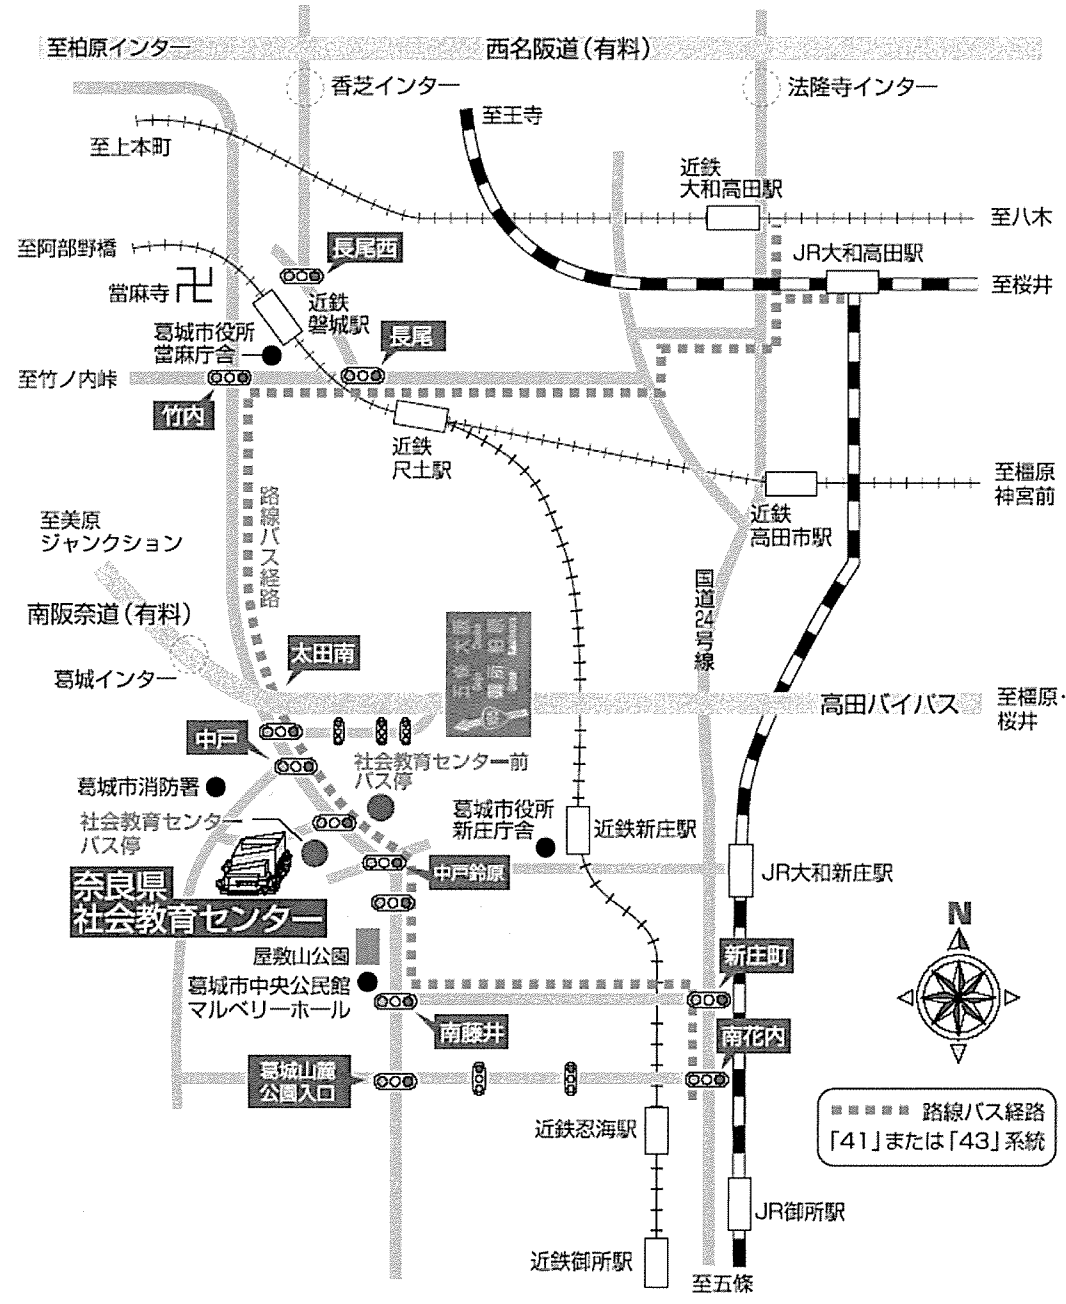 至柏原インター
西名阪道(有料)
香芝インター
法隆寺インター
至王寺
至上本町
近鉄
大和高田駅
至八木
至阿部野橋
長尾西
JR大和高田駅
至桜井
當麻寺
近鉄
磐城駅
葛城市役所
當麻庁舎
長尾
至竹ノ内峠
竹内
近鉄
尺土駅
至橿原
神宮前
路線バス経路
近鉄
高田市駅
至美原
ジャンクション
国道24号線
南阪奈道(有料)
太田南
葛城インター
高田バイパス
至橿原・
桜井
中戸
社会教育センター前
バス停
葛城市消防署
社会教育センター
バス停
葛城市役所
新庄庁舎
近鉄新庄駅
中戸鈴原
JR大和新庄駅
奈良県
社会教育センター
N
屋敷山公園
新庄町
葛城市中央公民館
マルベリーホール
南藤井
南花内
葛城山麓
公園入口
路線バス経路
「41」または「43」系統
近鉄忍海駅
JR御所駅
近鉄御所駅
至五條